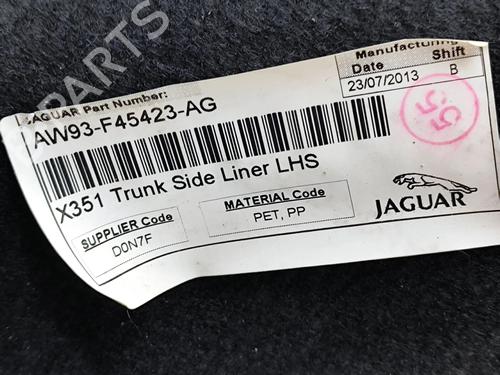 PARTS
Manufacturing
Date Shift
23/07/2013 B
JAGUAR Part Number:
AW93-F45423-AG
55
X351 Trunk Side Liner LHS
SUPPLIER Code
D0N7F
MATERIAL Code
PET, PP
JAGUAR